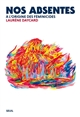 NOS ABSENTES
À L'ORIGINE DES FÉMINICIDES
LAURÈNE DAYCARD
SEUIL